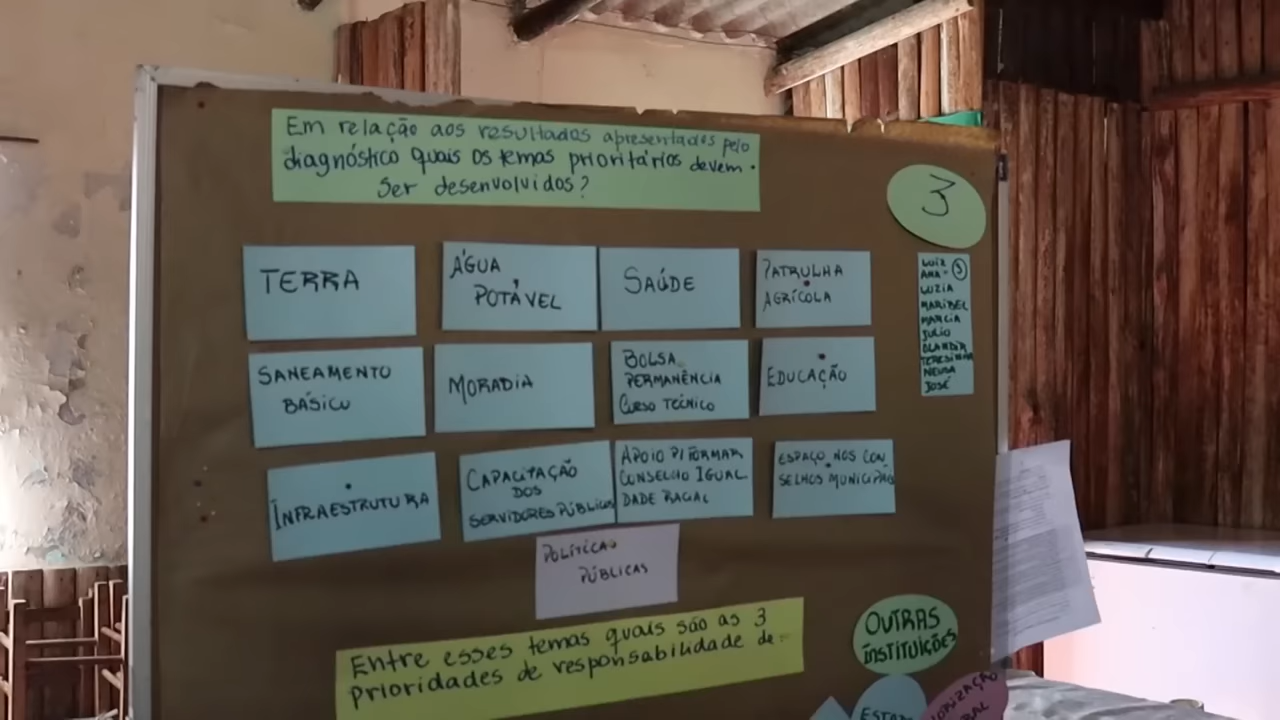 Em relação aos resultados apresentados pelo
diagnóstico quais os temas prioritários devem
ser desenvolvidos?
3
LUIZ
ANA - 3
LUZIA
MARIBEL
MARCIA
JULIO
OLANDIR
TERESINHA
NEUSA
JOSÉ
TERRA
ÁGUA
POTÁVEL
SAÚDE
PATRULHA
AGRÍCOLA
SANEAMENTO
BÁSICO
MORADIA
BOLSA
PERMANÊNCIA
CURSO TÉCNICO
EDUCAÇÃO
INFRAESTRUTURA
CAPACITAÇÃO
DOS
SERVIDORES PÚBLICOS
APOIO P/ FORMAR
CONSELHO IGUAL
DADE RACIAL
ESPAÇO NOS CON
SELHOS MUNICIPAIS
POLÍTICAS
PÚBLICAS
Entre esses temas quais são as 3
prioridades de responsabilidade de=
OUTRAS
INSTITUIÇÕES